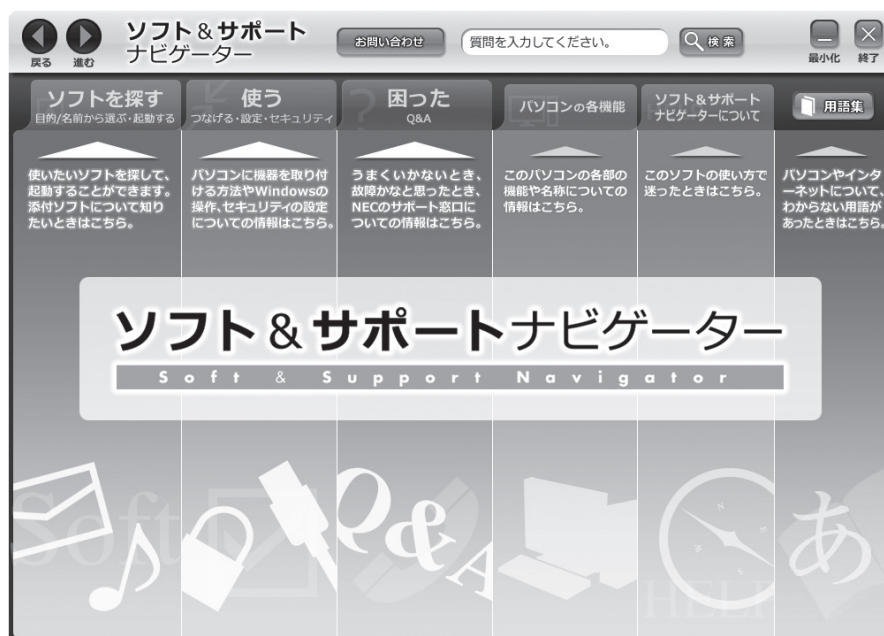 戻る
進む
ソフト&サポート
ナビゲーター
お問い合わせ
質問を入力してください。
検索
最小化
終了
ソフトを探す
目的/名前から選ぶ・起動する
使う
つなげる・設定・セキュリティ
困った
Q&A
パソコンの各機能
ソフト&サポート
ナビゲーターについて
用語集
使いたいソフトを探して、
起動することができます。
添付ソフトについて知り
たいときはこちら。
パソコンに機器を取り付
ける方法やWindowsの
操作、セキュリティの設定
についての情報はこちら。
うまくいかないとき、
故障かなと思ったとき、
NECのサポート窓口に
ついての情報はこちら。
このパソコンの各部の
機能や名称についての
情報はこちら。
このソフトの使い方で
迷ったときはこちら。
パソコンやインタ
ーネットについて、
わからない用語が
あったときはこちら。
ソフト&サポートナビゲーター
Soft & Support Navigator
Soft
Q&A
N
E
S
W
HELP
あ